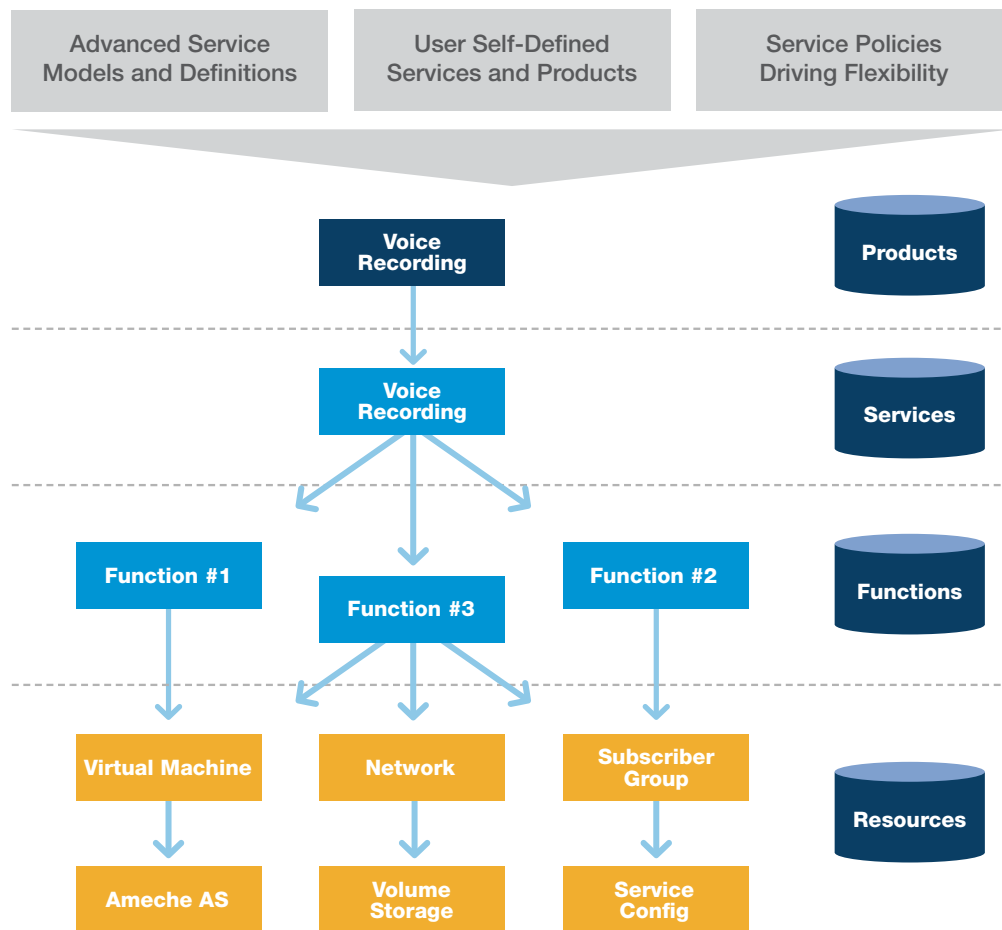 Advanced Service
Models and Definitions
User Self-Defined
Services and Products
Service Policies
Driving Flexibility
Voice
Recording
Products
Voice
Recording
Services
Function #1
Function #3
Function #2
Functions
Virtual Machine
Network
Subscriber
Group
Resources
Ameche AS
Volume
Storage
Service
Config